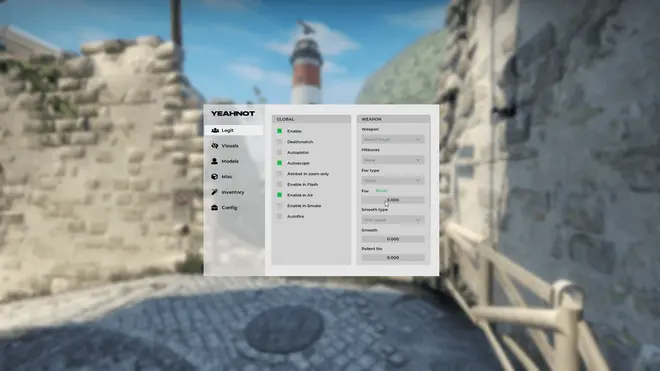 YEAHNOT
Legit
Visuals
Models
Misc
Inventory
Config
GLOBAL
Enable
Deathmatch
Autopistol
Autoscope
Aimbot in zoom only
Enable in Flash
Enable in Air
Enable in Smoke
Autofire
WEAPON
Weapon
Hitboxes
Fov type
Fov
0.000
Smooth type
Smooth
0.000
Psilent fov
0.000